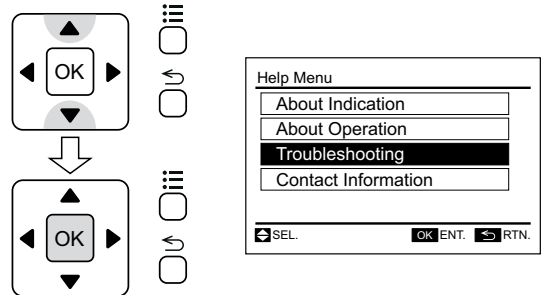 OK
OK
Help Menu
About Indication
About Operation
Troubleshooting
Contact Information
SEL. OK ENT. RTN.